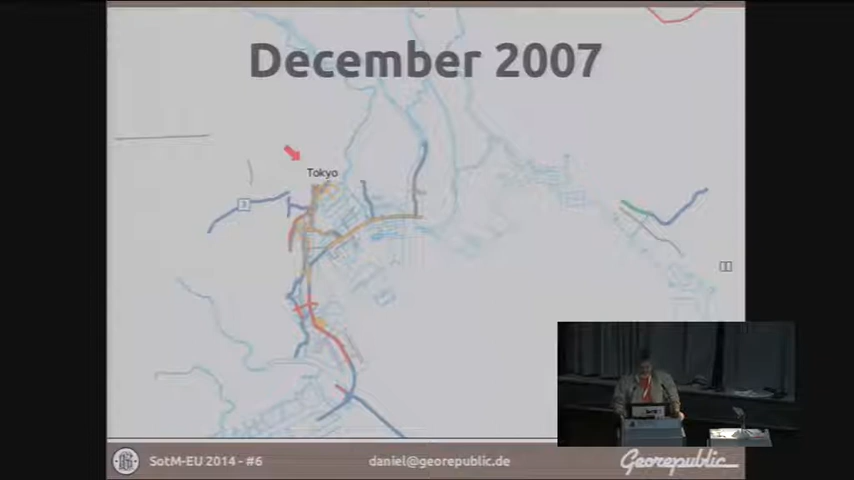 December 2007
Tokyo
3
SotM-EU 2014 - #6
daniel@georepublic.de
Georepublic